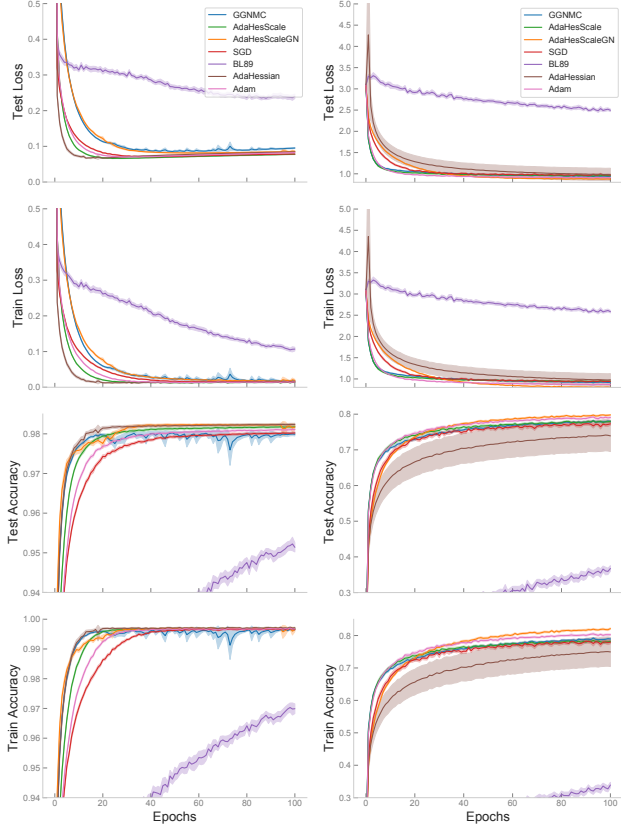 0.5
0.4
0.3
0.2
0.1
0.0
Test Loss
GGNMC
AdaHesScale
AdaHesScaleGN
SGD
BL89
AdaHessian
Adam
5.0
4.5
4.0
3.5
3.0
2.5
2.0
1.5
1.0
Test Loss
GGNMC
AdaHesScale
AdaHesScaleGN
SGD
BL89
AdaHessian
Adam
0.5
0.4
0.3
0.2
0.1
0.0
Train Loss
5.0
4.5
4.0
3.5
3.0
2.5
2.0
1.5
1.0
Train Loss
0.98
0.97
0.96
0.95
0.94
Test Accuracy
0.8
0.7
0.6
0.5
0.4
0.3
Test Accuracy
1.00
0.99
0.98
0.97
0.96
0.95
0.94
Train Accuracy
0 20 40 60 80 100
Epochs
0.8
0.7
0.6
0.5
0.4
0.3
Train Accuracy
0 20 40 60 80 100
Epochs